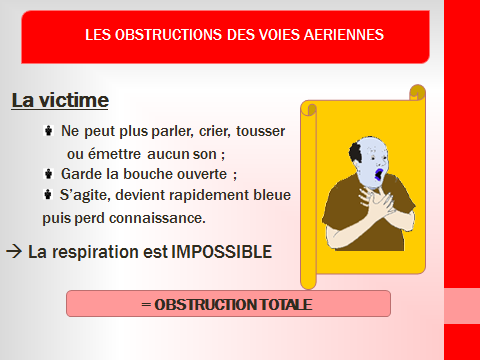 LES OBSTRUCTIONS DES VOIES AERIENNES
La victime
Ne peut plus parler, crier, tousser
ou émettre aucun son ;
Garde la bouche ouverte ;
S'agite, devient rapidement bleue
puis perd connaissance.
→ La respiration est IMPOSSIBLE
= OBSTRUCTION TOTALE